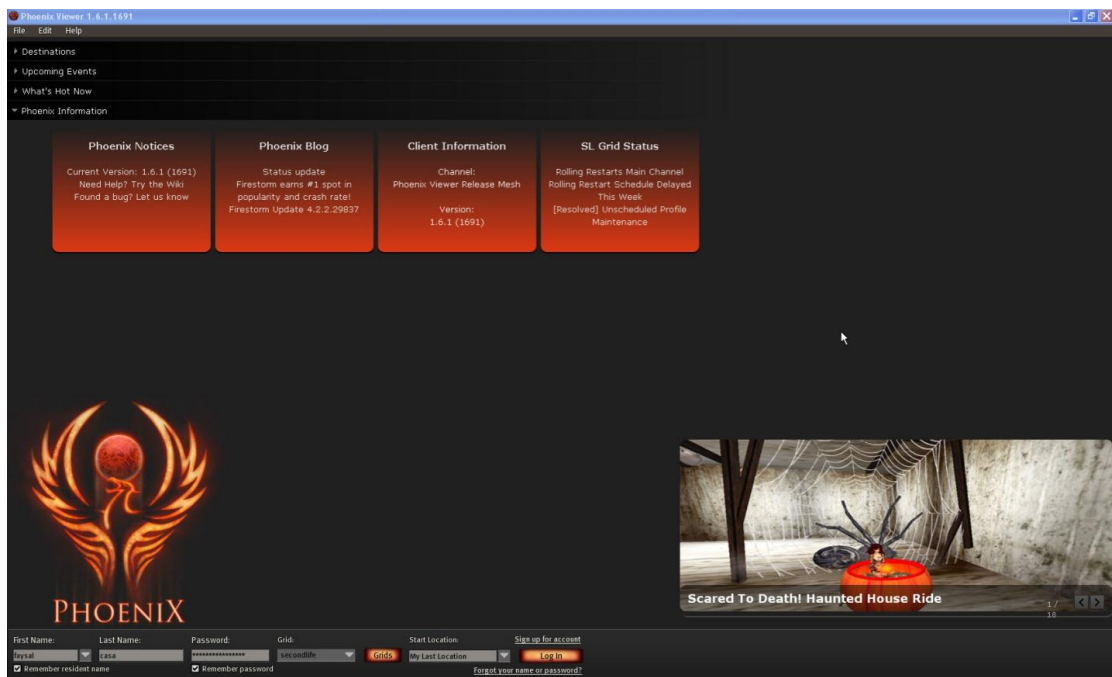 Phoenix Viewer 1.6.1.1691
File Edit Help
Destinations
Upcoming Events
What's Hot Now
Phoenix Information
Phoenix Notices
Current Version: 1.6.1 (1691)
Need Help? Try the Wiki
Found a bug? Let us know
Phoenix Blog
Status update
Firestorm earns #1 spot in
popularity and crash rate!
Firestorm Update 4.2.2.29837
Client Information
Channel:
Phoenix Viewer Release Mesh
Version:
1.6.1 (1691)
SL Grid Status
Rolling Restarts Main Channel
Rolling Restart Schedule Delayed
This Week
[Resolved] Unscheduled Profile
Maintenance
PHOENIX
Scared To Death! Haunted House Ride
1 /
18
First Name: Last Name: Password: Grid: Start Location: Sign up for account
faysal casa **************** secondlife Grids My Last Location Log In
Remember resident name Remember password Forgot your name or password?